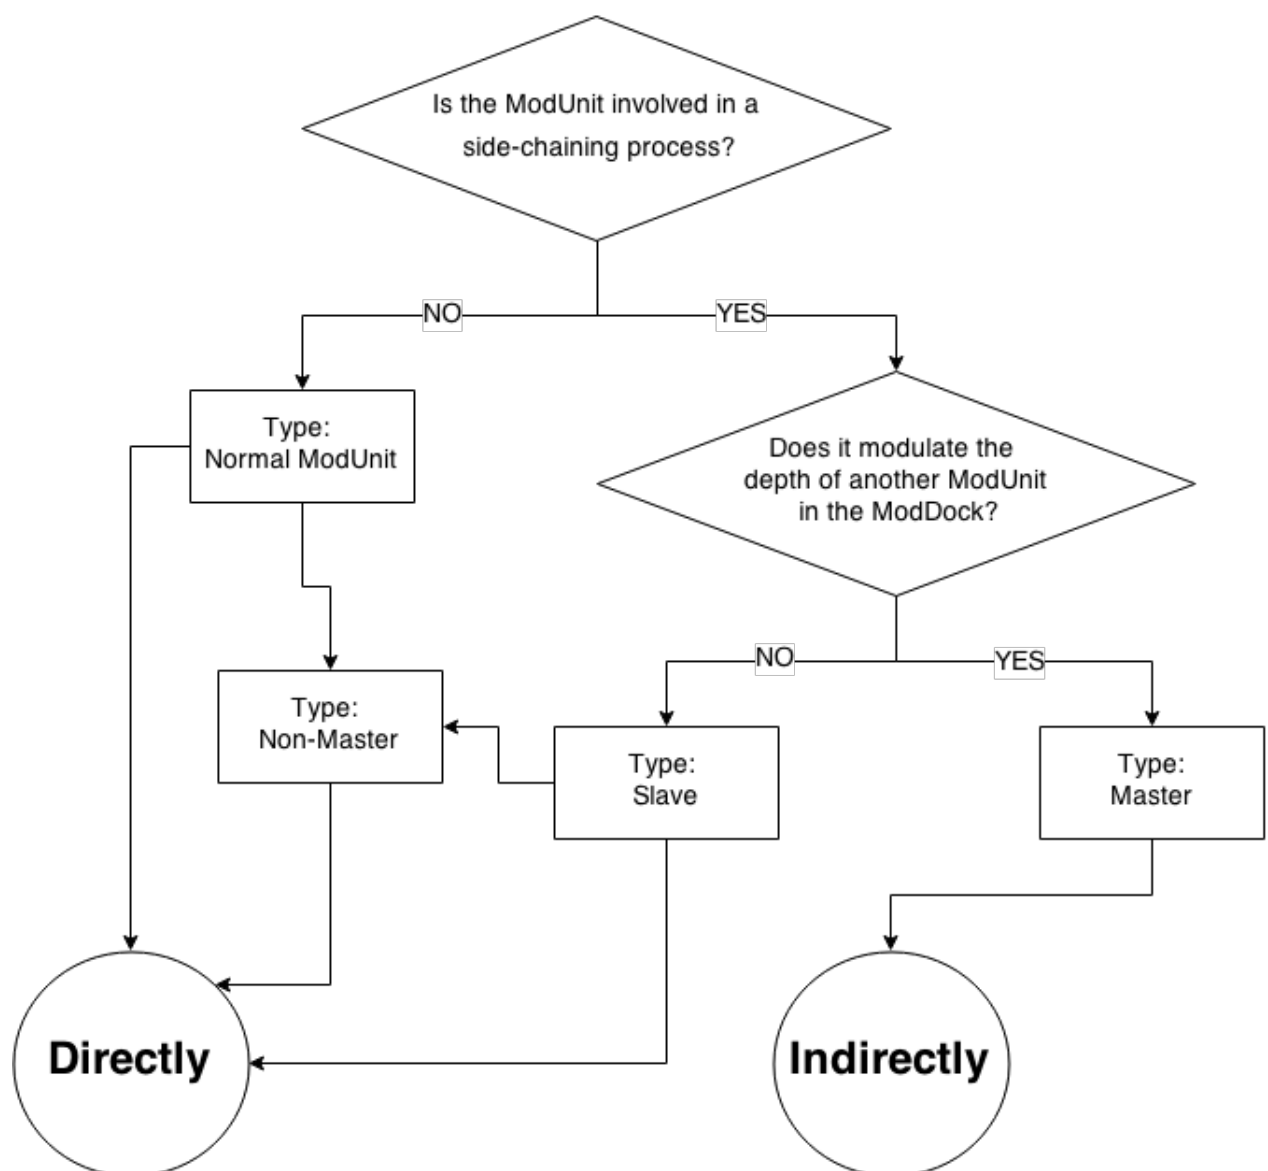 Is the ModUnit involved in a
side-chaining process?
NO
YES
Type:
Normal ModUnit
Does it modulate the
depth of another ModUnit
in the ModDock?
NO
YES
Type:
Non-Master
Type:
Slave
Type:
Master
Directly
Indirectly